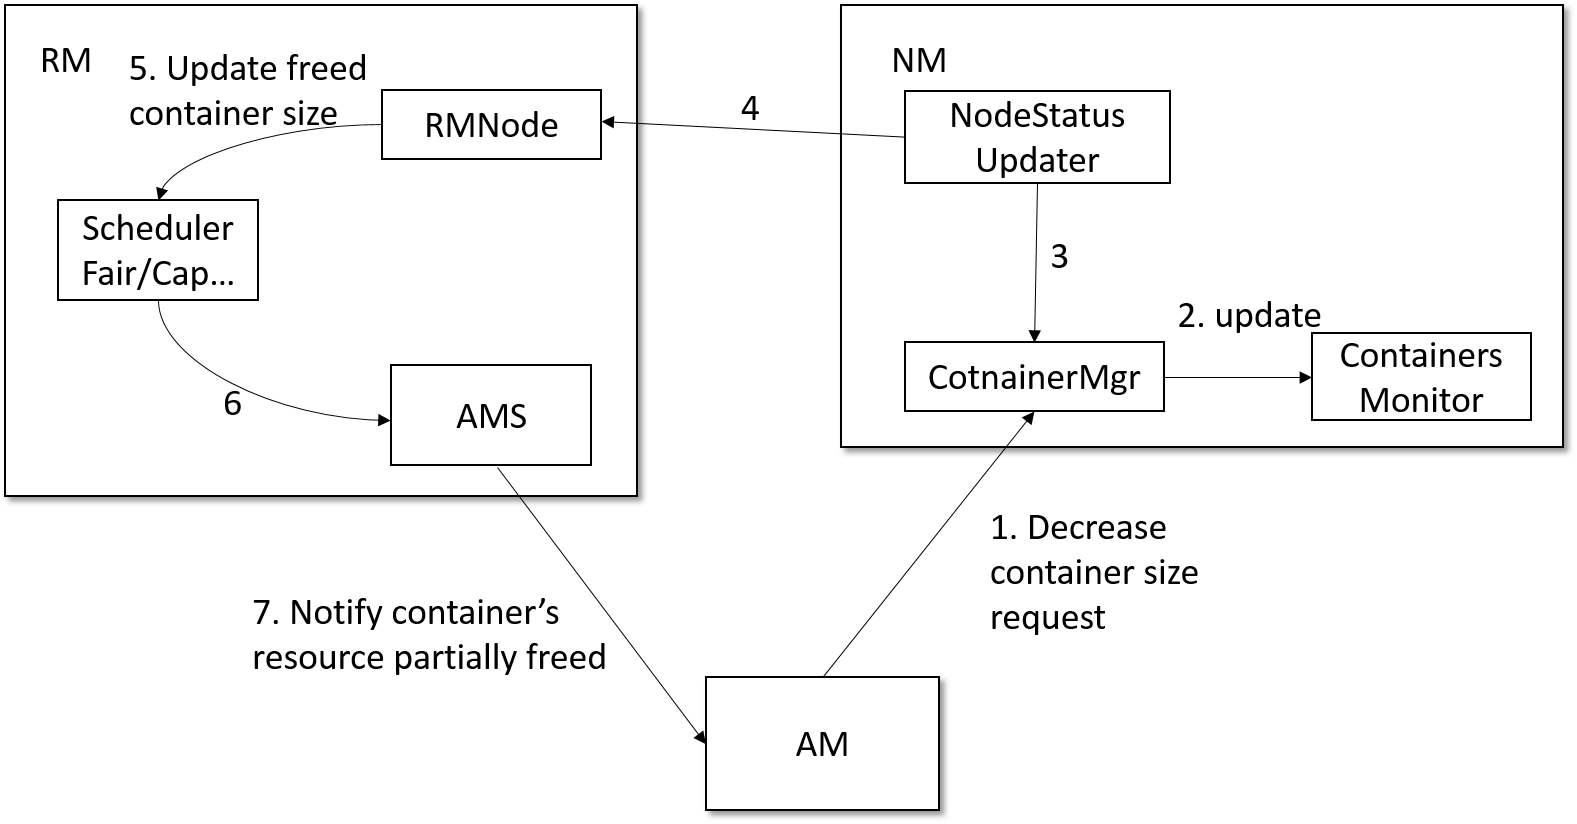 RM
5. Update freed
container size
RMNode
Scheduler
Fair/Cap...
6
AMS
4
NM
NodeStatus
Updater
3
2. update
CotnainerMgr
Containers
Monitor
1. Decrease
container size
request
7. Notify container’s
resource partially freed
AM